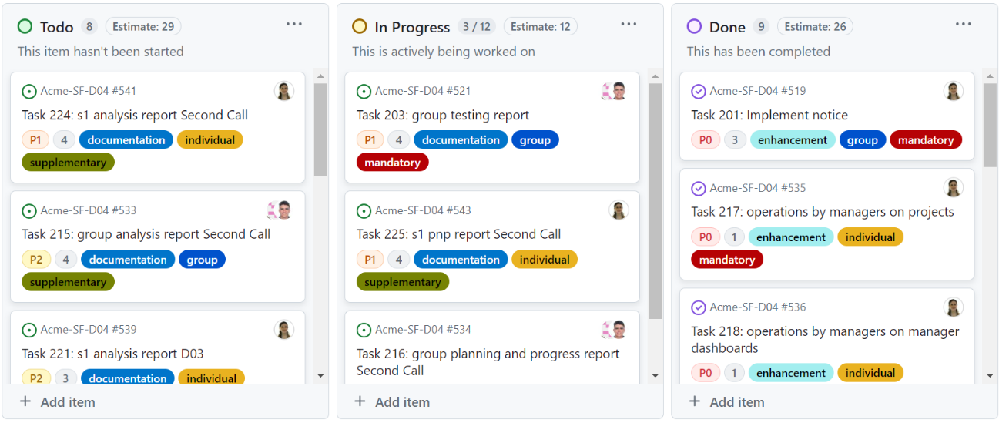 Todo 8 Estimate: 29
This item hasn't been started
Acme-SF-D04 #541
Task 224: s1 analysis report Second Call
P1 4 documentation individual
supplementary
Acme-SF-D04 #533
Task 215: group analysis report Second Call
P2 4 documentation group
supplementary
Acme-SF-D04 #539
Task 221: s1 analysis report D03
P2 3 documentation individual
+ Add item
In Progress 3 / 12 Estimate: 12
This is actively being worked on
Acme-SF-D04 #521
Task 203: group testing report
P1 4 documentation group
mandatory
Acme-SF-D04 #543
Task 225: s1 pnp report Second Call
P1 4 documentation individual
supplementary
Acme-SF-D04 #534
Task 216: group planning and progress report
Second Call
+ Add item
Done 9 Estimate: 26
This has been completed
Acme-SF-D04 #519
Task 201: Implement notice
P0 3 enhancement group mandatory
Acme-SF-D04 #535
Task 217: operations by managers on projects
P0 1 enhancement individual
mandatory
Acme-SF-D04 #536
Task 218: operations by managers on manager
dashboards
P0 1 enhancement individual
+ Add item